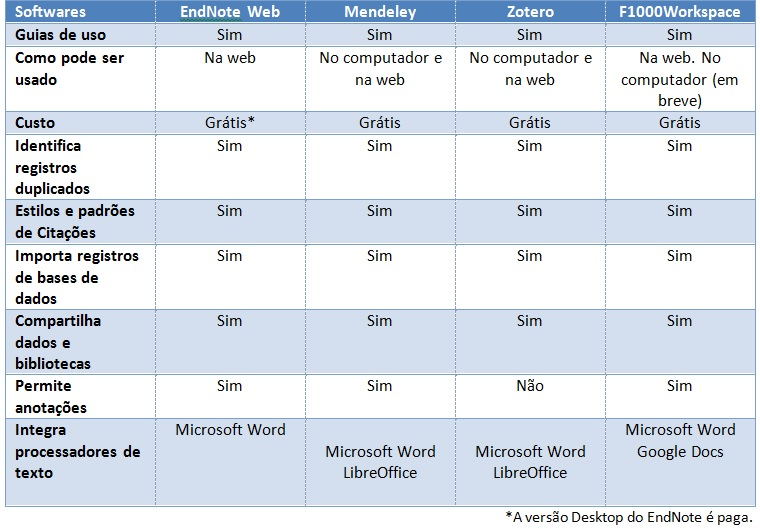 Softwares EndNote Web Mendeley Zotero F1000Workspace
Guias de uso Sim Sim Sim Sim
Como pode ser Na web No computador e No computador e Na web. No
usado na web na web computador (em
breve)
Custo Grátis* Grátis Grátis Grátis
Identifica Sim Sim Sim Sim
registros
duplicados
Estilos e padrões Sim Sim Sim Sim
de Citações
Importa registros Sim Sim Sim Sim
de bases de
dados
Compartilha Sim Sim Sim Sim
dados e
bibliotecas
Permite Sim Sim Não Sim
anotações
Integra Microsoft Word Microsoft Word
processadores de Microsoft Word Microsoft Word Google Docs
texto LibreOffice LibreOffice
*A versão Desktop do EndNote é paga.